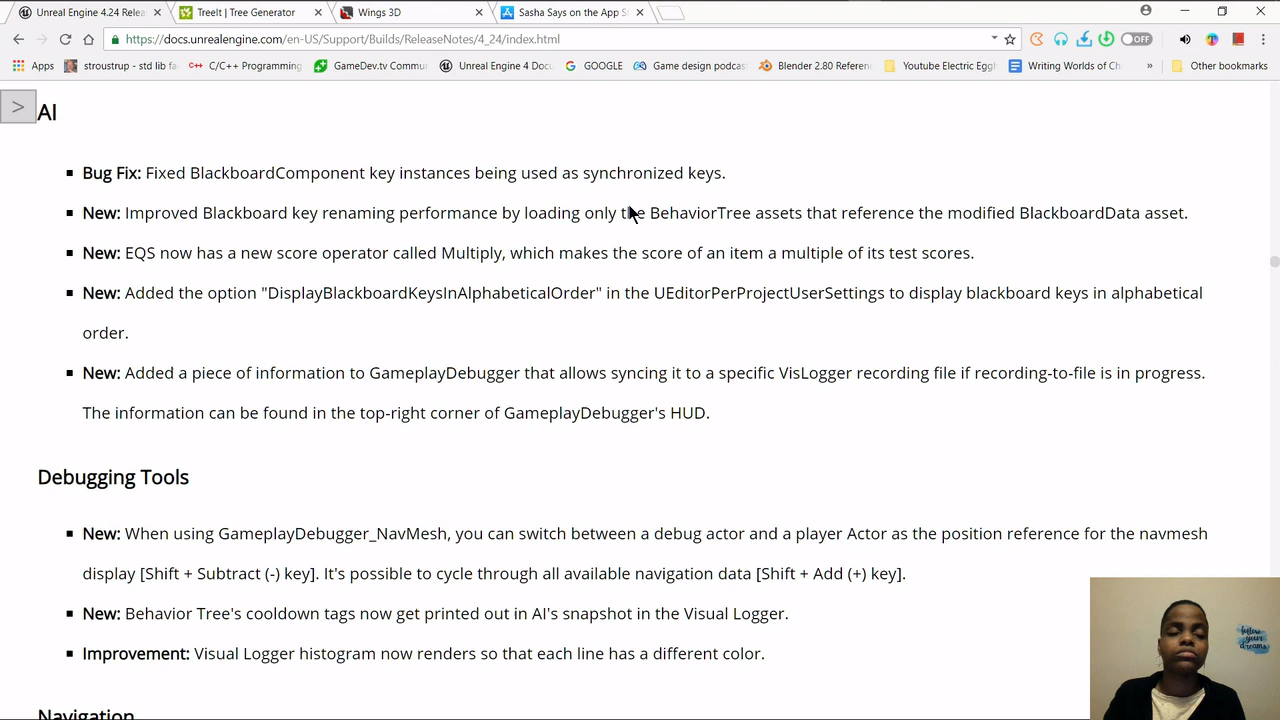 Unreal Engine 4.24 Relea
TreeIt | Tree Generator
Wings 3D
Sasha Says on the App S
https://docs.unrealengine.com/en-US/Support/Builds/ReleaseNotes/4_24/index.html
OFF
Apps
stroustrup - std lib fa
C/C++ Programming
GameDev.tv Commu
Unreal Engine 4 Docu
GOOGLE
Game design podcas
Blender 2.80 Referen
Youtube Electric Eggh
Writing Worlds of Ch
»
Other bookmarks
>
AI
Bug Fix: Fixed BlackboardComponent key instances being used as synchronized keys.
New: Improved Blackboard key renaming performance by loading only the BehaviorTree assets that reference the modified BlackboardData asset.
New: EQS now has a new score operator called Multiply, which makes the score of an item a multiple of its test scores.
New: Added the option "DisplayBlackboardKeysInAlphabeticalOrder" in the UEditorPerProjectUserSettings to display blackboard keys in alphabetical
order.
New: Added a piece of information to GameplayDebugger that allows syncing it to a specific VisLogger recording file if recording-to-file is in progress.
The information can be found in the top-right corner of GameplayDebugger's HUD.
Debugging Tools
New: When using GameplayDebugger_NavMesh, you can switch between a debug actor and a player Actor as the position reference for the navmesh
display [Shift + Subtract (-) key]. It's possible to cycle through all available navigation data [Shift + Add (+) key].
New: Behavior Tree's cooldown tags now get printed out in AI's snapshot in the Visual Logger.
Improvement: Visual Logger histogram now renders so that each line has a different color.
Navigation
follow
your
dreams